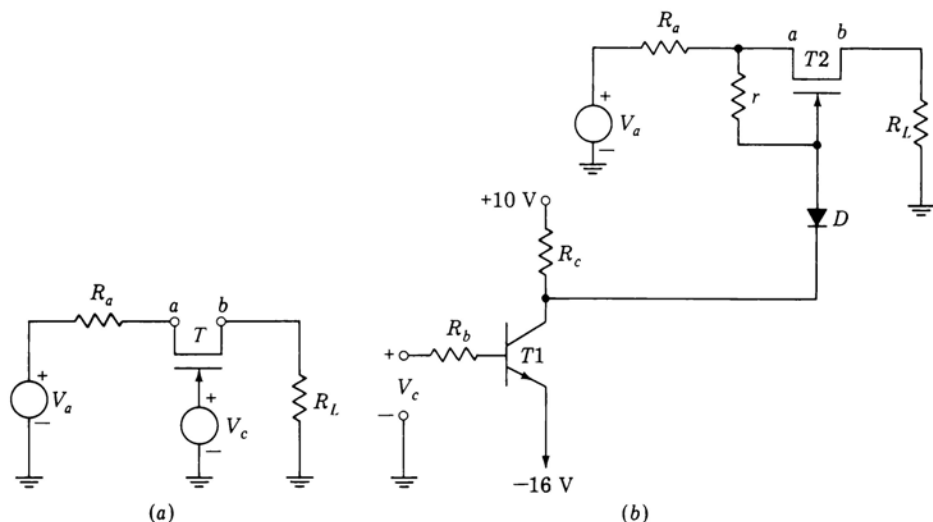 R_a
a
b
T2
r
V_a
+
−
R_L
+10 V
D
R_c
R_a
a
b
T
R_b
T1
+
V_c
−
+
V_a
−
+
V_c
−
R_L
−16 V
(a)
(b)